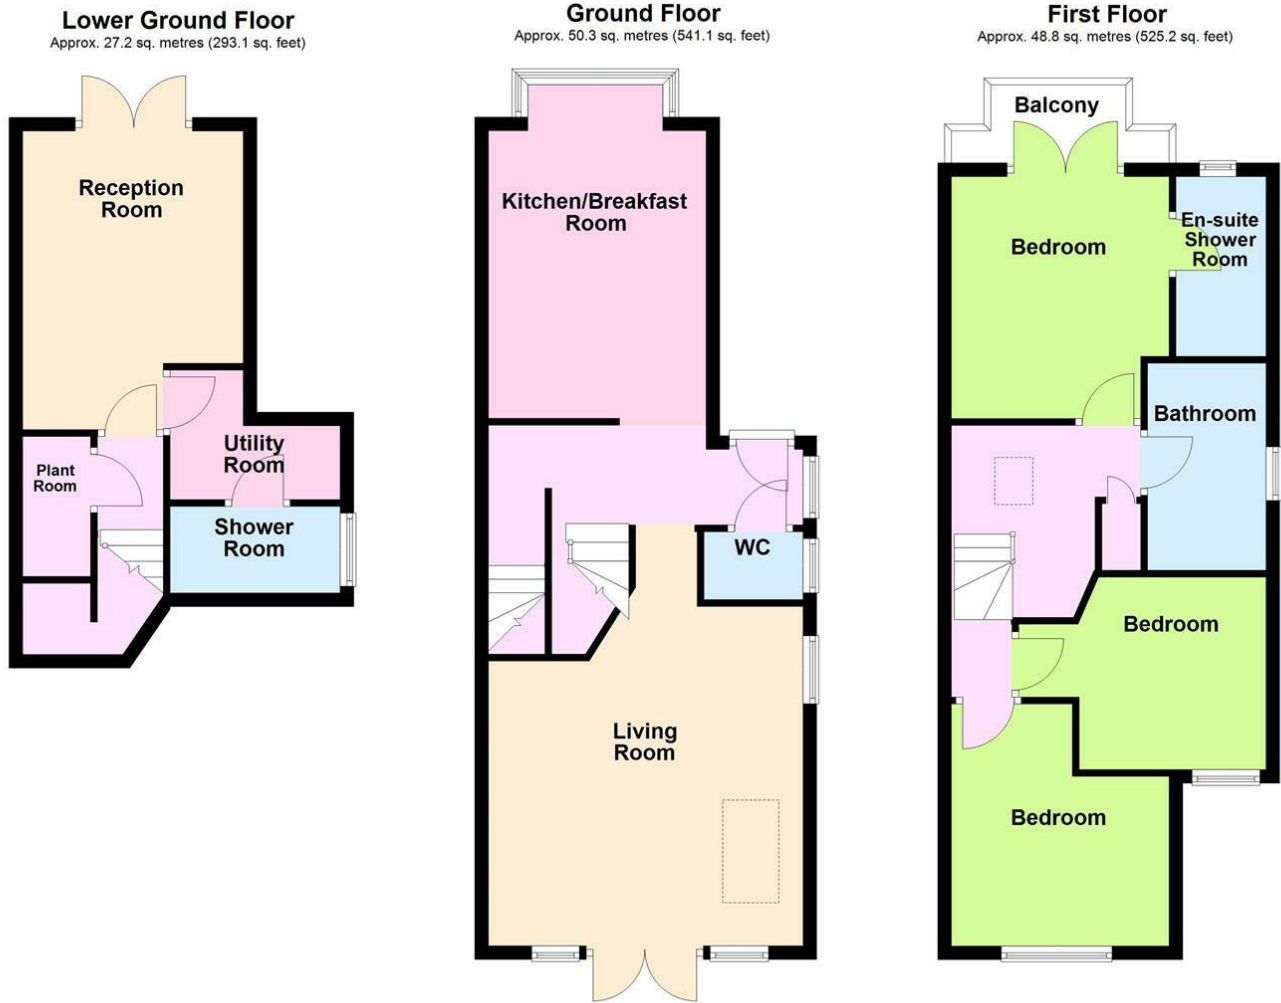 Lower Ground Floor
Approx. 27.2 sq. metres (293.1 sq. feet)
Reception
Room
Utility
Room
Plant
Room
Shower
Room
Ground Floor
Approx. 50.3 sq. metres (541.1 sq. feet)
Kitchen/Breakfast
Room
WC
Living
Room
First Floor
Approx. 48.8 sq. metres (525.2 sq. feet)
Balcony
Bedroom
En-suite
Shower
Room
Bathroom
Bedroom
Bedroom